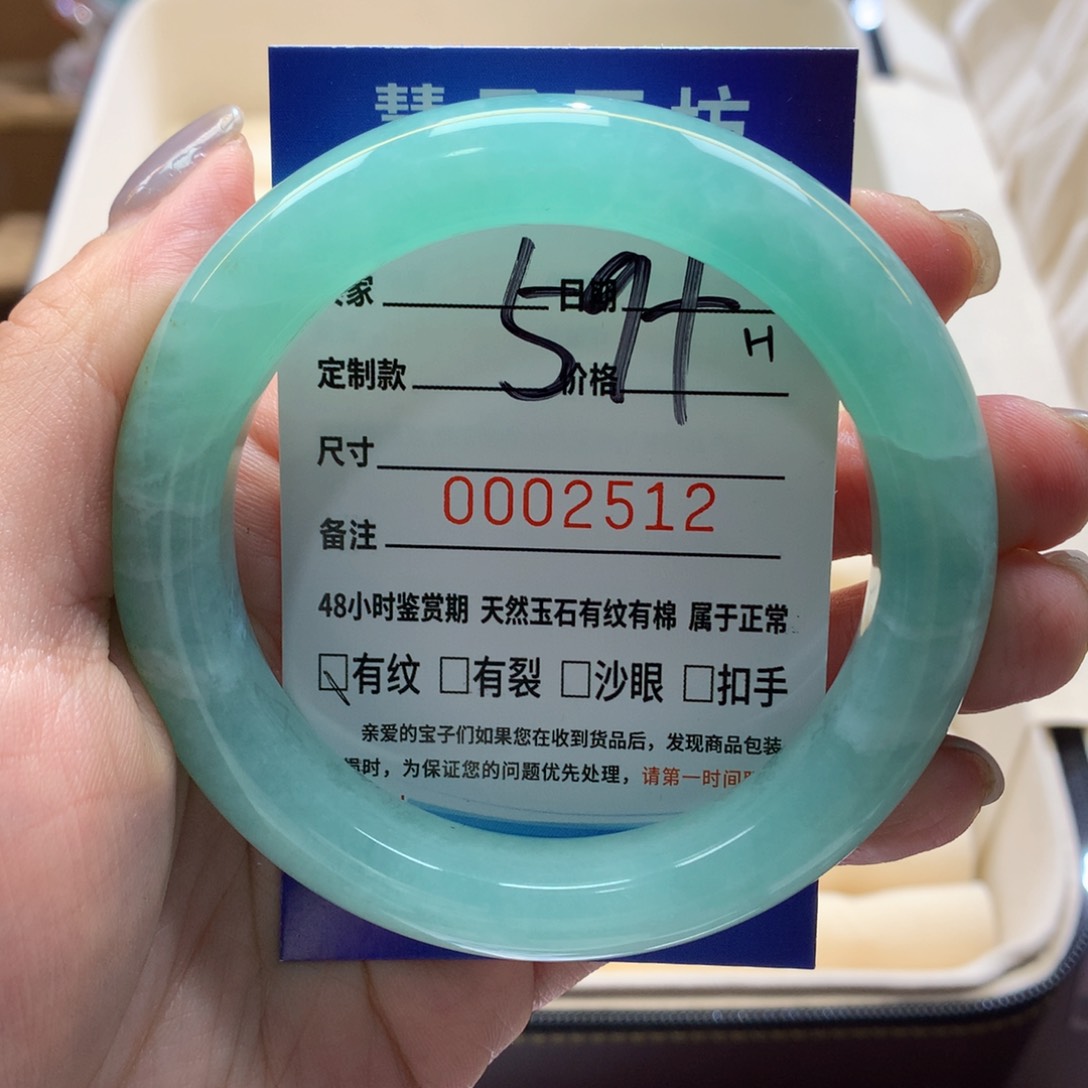 坊
家 日期
59+
H
定制款 价格
尺寸
0002512
备注
48小时鉴赏期 天然玉石有纹有棉 属于正常
☑有纹 □有裂 □沙眼 □扣手
亲爱的宝子们如果您在收到货品后，发现商品包装
损时，为保证您的问题优先处理，请第一时间